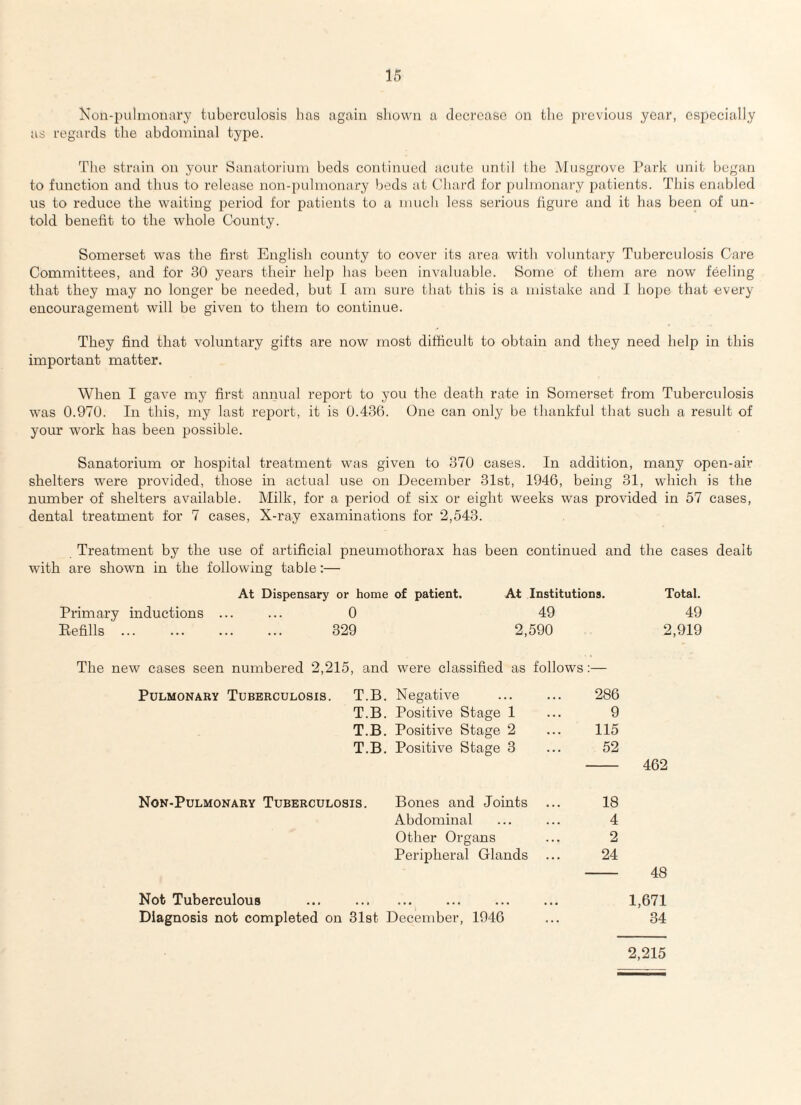 15
Non-pulmonary tuberculosis has again shown a decrease on the previous year, especially
as regards the abdominal type.
The strain on your Sanatorium beds continued acute until the Musgrove Park unit began
to function and thus to release non-pulmonary beds at Chard for pulmonary patients. This enabled
us to reduce the waiting period for patients to a much less serious figure and it has been of un-
told benefit to the whole County.
Somerset was the first English county to cover its area with voluntary Tuberculosis Care
Committees, and for 30 years their help has been invaluable. Some of them are now feeling
that they may no longer be needed, but I am sure that this is a mistake and I hope that every
encouragement will be given to them to continue.
They find that voluntary gifts are now most difficult to obtain and they need help in this
important matter.
When I gave my first annual report to you the death rate in Somerset from Tuberculosis
was 0.970. In this, my last report, it is 0.436. One can only be thankful that such a result of
your work has been possible.
Sanatorium or hospital treatment was given to 370 cases. In addition, many open-air
shelters were provided, those in actual use on December 31st, 1946, being 31, which is the
number of shelters available. Milk, for a period of six or eight weeks was provided in 57 cases,
dental treatment for 7 cases, X-ray examinations for 2,543.
Treatment by the use of artificial pneumothorax has been continued and the cases dealt
with are shown in the following table:—
At Dispensary or home of patient. At Institutions. Total.
Primary inductions ... ... 0 49 49
Refills ... ... ... ... 329 2,590 2,919
The new cases seen numbered 2,215, and were classified as follows:—
Pulmonary Tuberculosis. T.B. Negative ... ... 286
T.B. Positive Stage 1 ... 9
T.B. Positive Stage 2 ... 115
T.B. Positive Stage 3 ... 52
462
Non-Pulmonary Tuberculosis. Bones and Joints ... 18
Abdominal ... ... 4
Other Organs ... 2
Peripheral Glands ... 24
48
Not Tuberculous ... ... ... ... ... ... 1,671
Diagnosis not completed on 31st December, 1946 ... 34
2,215